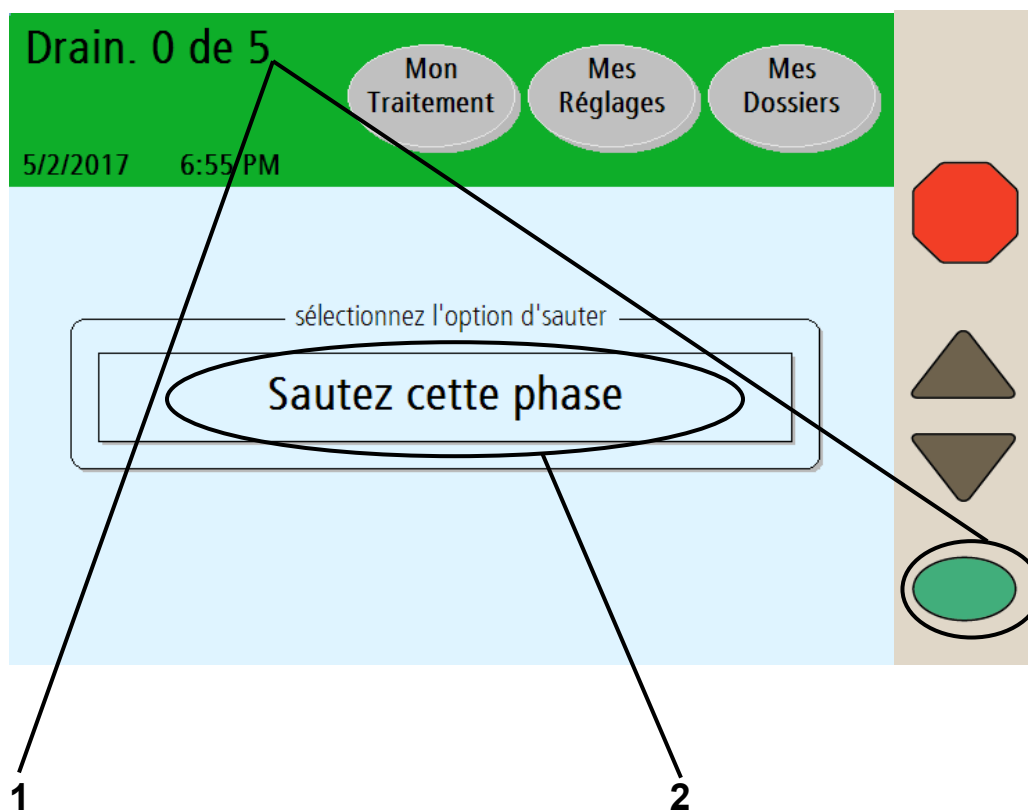 Drain. 0 de 5
Mon
Traitement
Mes
Réglages
Mes
Dossiers
5/2/2017 6:55 PM
sélectionnez l'option d'sauter
Sautez cette phase
1 2